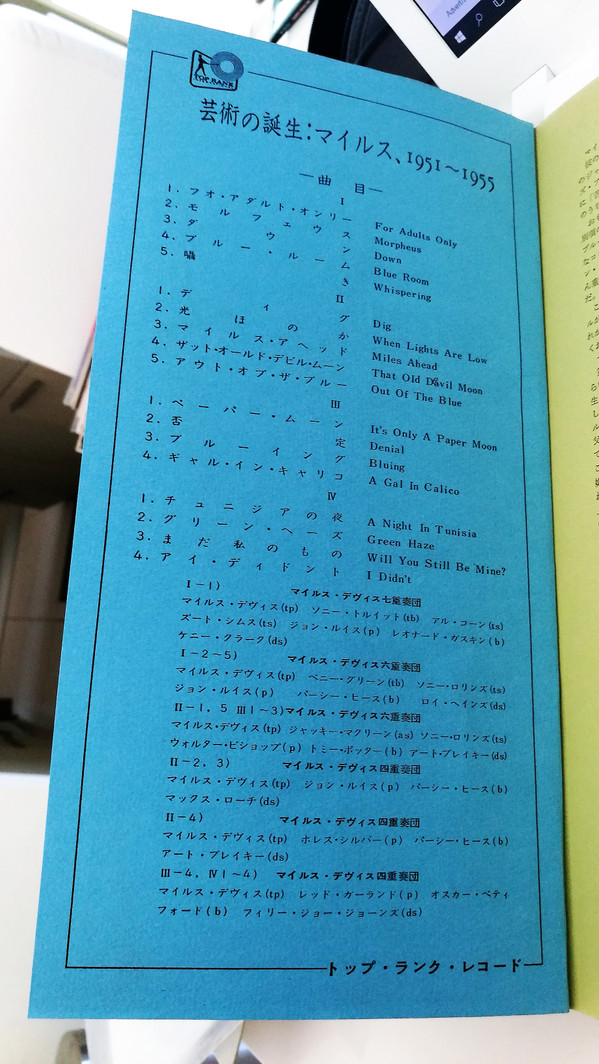 TOP RANK
芸術の誕生:マイルス、1951〜1955
―曲 目―
I
1. フオ・アダルト・オンリー For Adults Only
2. モルフェウス Morpheus
3. ダウン Down
4. ブルー・ルーム Blue Room
5. 囁き Whispering
II
1. ディグ Dig
2. 光ほのか When Lights Are Low
3. マイルス・アヘッド Miles Ahead
4. ザット・オールド・デビル・ムーン That Old Devil Moon
5. アウト・オブ・ザ・ブルー Out Of The Blue
III
1. ペーパー・ムーン It's Only A Paper Moon
2. 否定 Denial
3. ブルーイング Bluing
4. ギャル・イン・キャリコ A Gal In Calico
IV
1. チュニジアの夜 A Night In Tunisia
2. グリーン・ヘーズ Green Haze
3. まだ私のもの Will You Still Be Mine?
4. アイ・ディドント I Didn't
I−1) マイルス・デヴィス七重奏団
マイルス・デヴィス(tp) ソニー・トルイット(tb) アル・コーン(ts)
ズート・シムス(ts) ジョン・ルイス(p) レオナード・ガスキン(b)
ケニー・クラーク(ds)
I−2〜5) マイルス・デヴィス六重奏団
マイルス・デヴィス(tp) ベニー・グリーン(tb) ソニー・ロリンズ(ts)
ジョン・ルイス(p) パーシー・ヒース(b) ロイ・ヘインズ(ds)
II−1, 5 III1〜3)マイルス・デヴィス六重奏団
マイルス・デヴィス(tp) ジャッキー・マクリーン(as) ソニー・ロリンズ(ts)
ウォルター・ビショップ(p) トミー・ポッター(b) アート・ブレイキー(ds)
II−2, 3) マイルス・デヴィス四重奏団
マイルス・デヴィス(tp) ジョン・ルイス(p) パーシー・ヒース(b)
マックス・ローチ(ds)
II−4) マイルス・デヴィス四重奏団
マイルス・デヴィス(tp) ホレス・シルバー(p) パーシー・ヒース(b)
アート・ブレイキー(ds)
III−4, IV1〜4) マイルス・デヴィス四重奏団
マイルス・デヴィス(tp) レッド・ガーランド(p) オスカー・ペティ
フォード(b) フィリー・ジョー・ジョーンズ(ds)
トップ・ランク・レコード